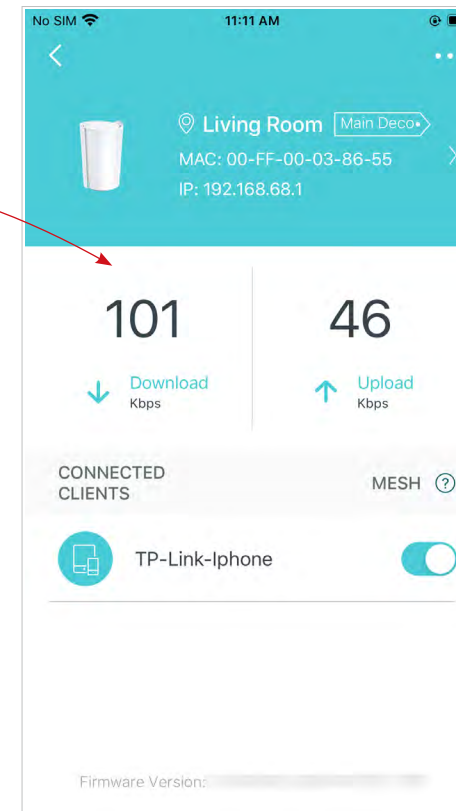 No SIM 11:11 AM
Living Room Main Deco
MAC: 00-FF-00-03-86-55
IP: 192.168.68.1
101 46
Download Upload
Kbps Kbps
CONNECTED
CLIENTS
MESH ?
TP-Link-Iphone
Firmware Version: